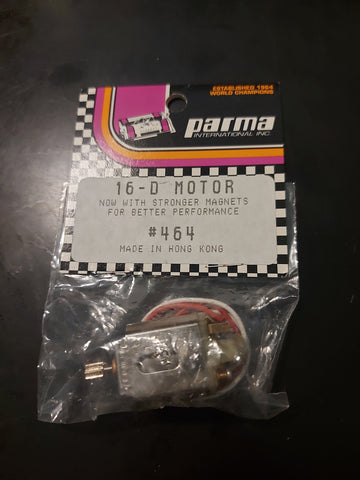 ESTABLISHED 1964
WORLD CHAMPIONS
parma
INTERNATIONAL INC.
16-D MOTOR
NOW WITH STRONGER MAGNETS
FOR BETTER PERFORMANCE
#464
MADE IN HONG KONG